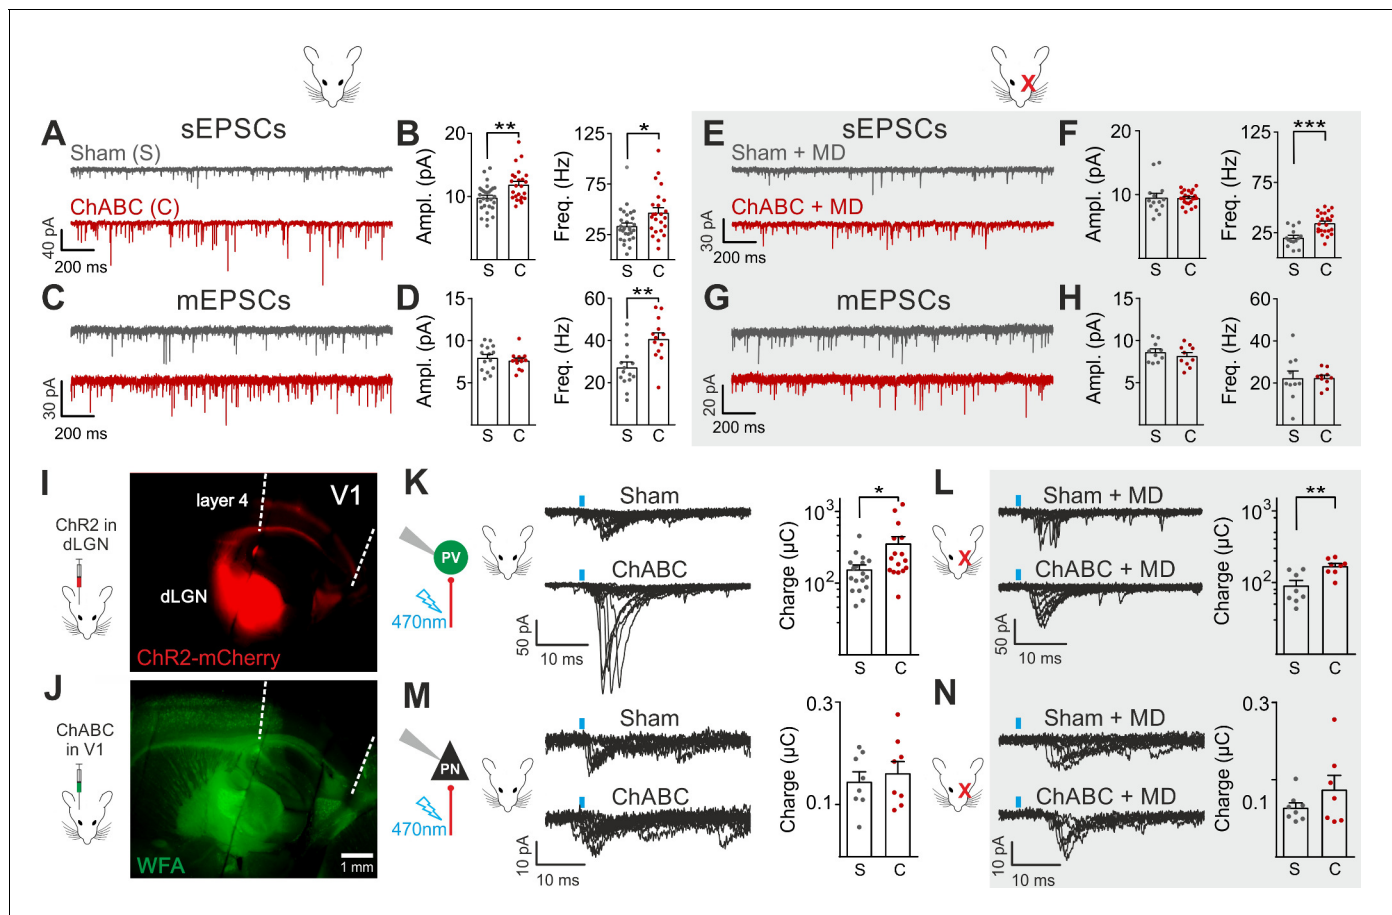 A
sEPSCs
Sham (S)
ChABC (C)
40 pA
200 ms
B
Ampl. (pA)
20
10
**
S C
Freq. (Hz)
125
75
25
*
S C
C
mEPSCs
30 pA
200 ms
D
Ampl. (pA)
15
10
5
S C
Freq. (Hz)
60
40
20
**
S C
X
E
sEPSCs
Sham + MD
ChABC + MD
30 pA
200 ms
F
Ampl. (pA)
20
10
S C
Freq. (Hz)
125
75
25
***
S C
G
mEPSCs
20 pA
200 ms
H
Ampl. (pA)
15
10
5
S C
Freq. (Hz)
60
40
20
S C
I
ChR2 in
dLGN
layer 4
V1
dLGN
ChR2-mCherry
J
ChABC
in V1
WFA
1 mm
K
PV
470nm
Sham
ChABC
50 pA
10 ms
Charge (µC)
10³
10²
*
S C
L
X
Sham + MD
ChABC + MD
50 pA
10 ms
Charge (µC)
10³
10²
**
S C
M
PN
470nm
Sham
ChABC
10 pA
10 ms
Charge (µC)
0.3
0.1
S C
N
X
Sham + MD
ChABC + MD
10 pA
10 ms
Charge (µC)
0.3
0.1
S C